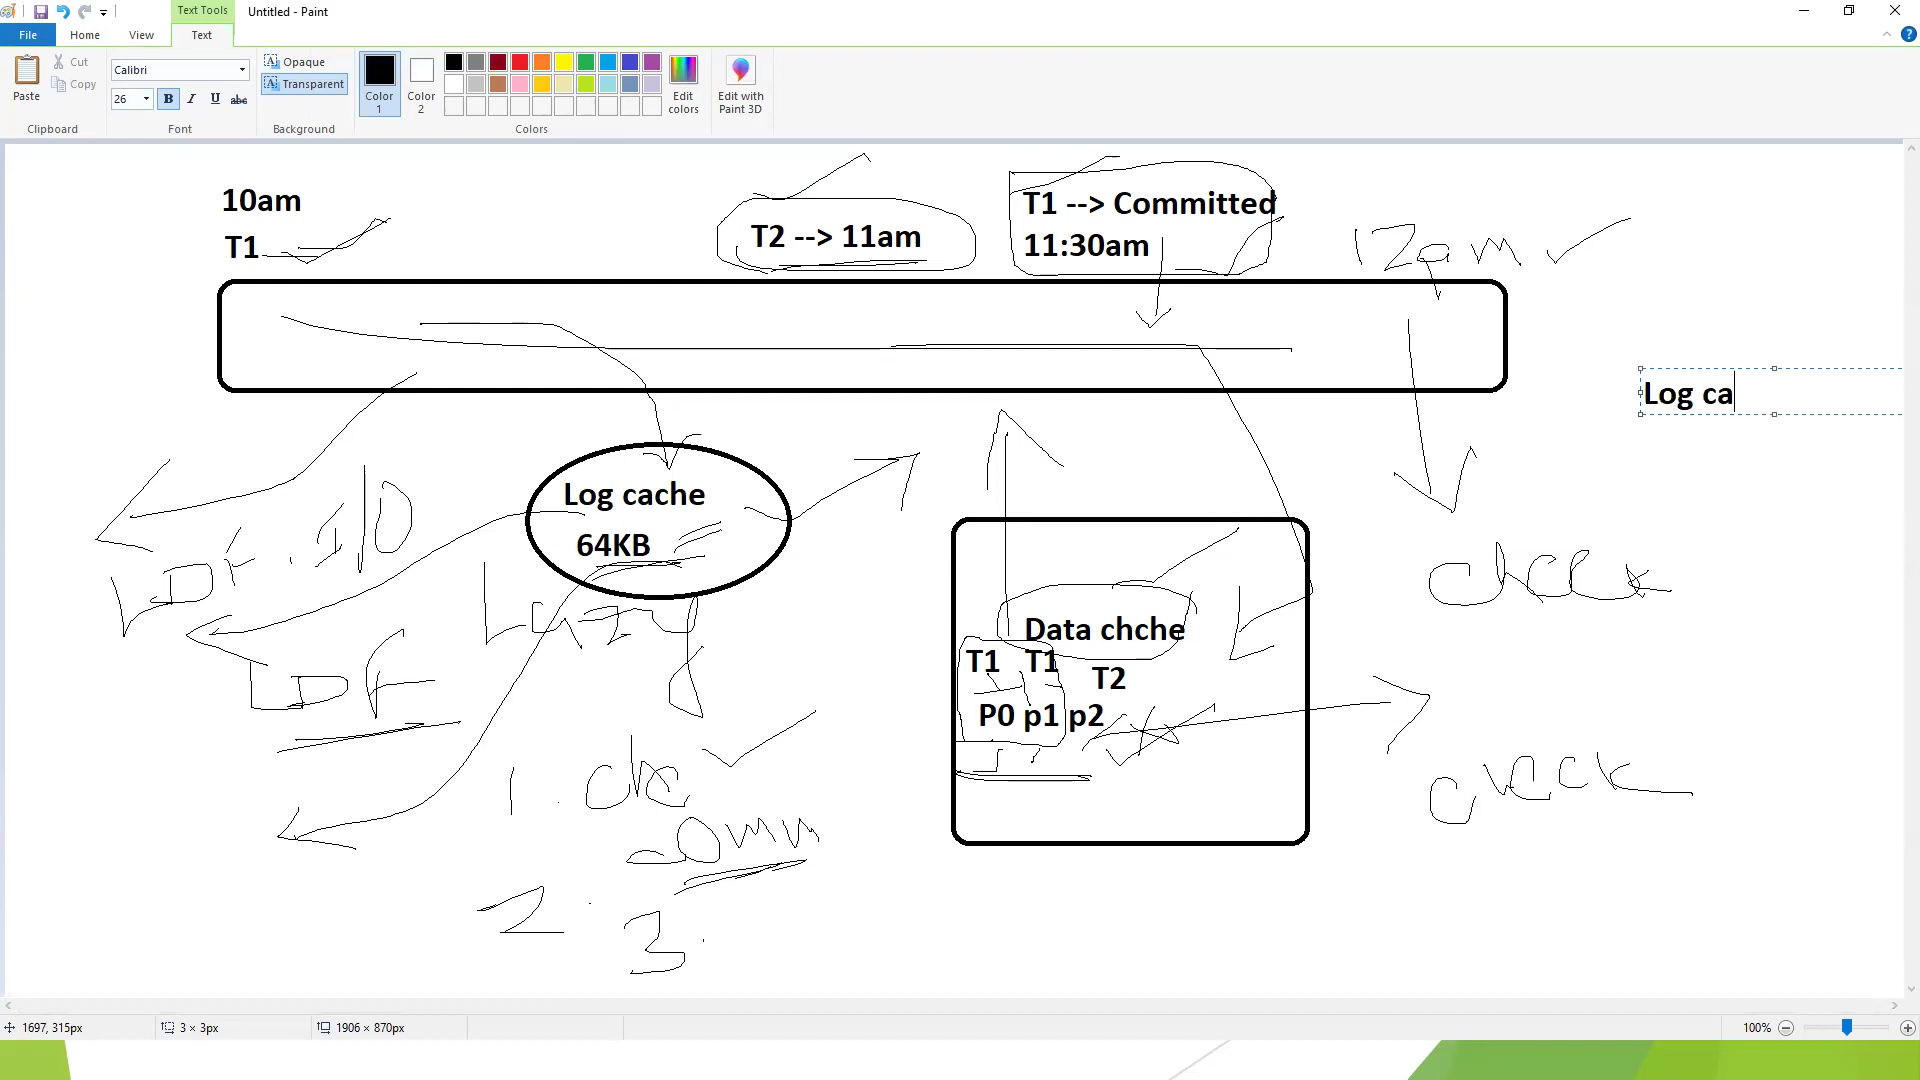 Text Tools
Untitled - Paint
File
Home
View
Text
Paste
Cut
Copy
Clipboard
Calibri
26
B I U abc
Font
Opaque
Transparent
Background
Color
1
Color
2
Edit
colors
Edit with
Paint 3D
Colors
10am
T1
T2 --> 11am
T1 --> Committed
11:30am
12am
Log ca
Log cache
64KB
LDF
LDF
Lazy
Data chche
T1 T1
T2
P0 p1 p2
check
check
1.
2.
3.
1697, 315px
3 × 3px
1906 × 870px
100%